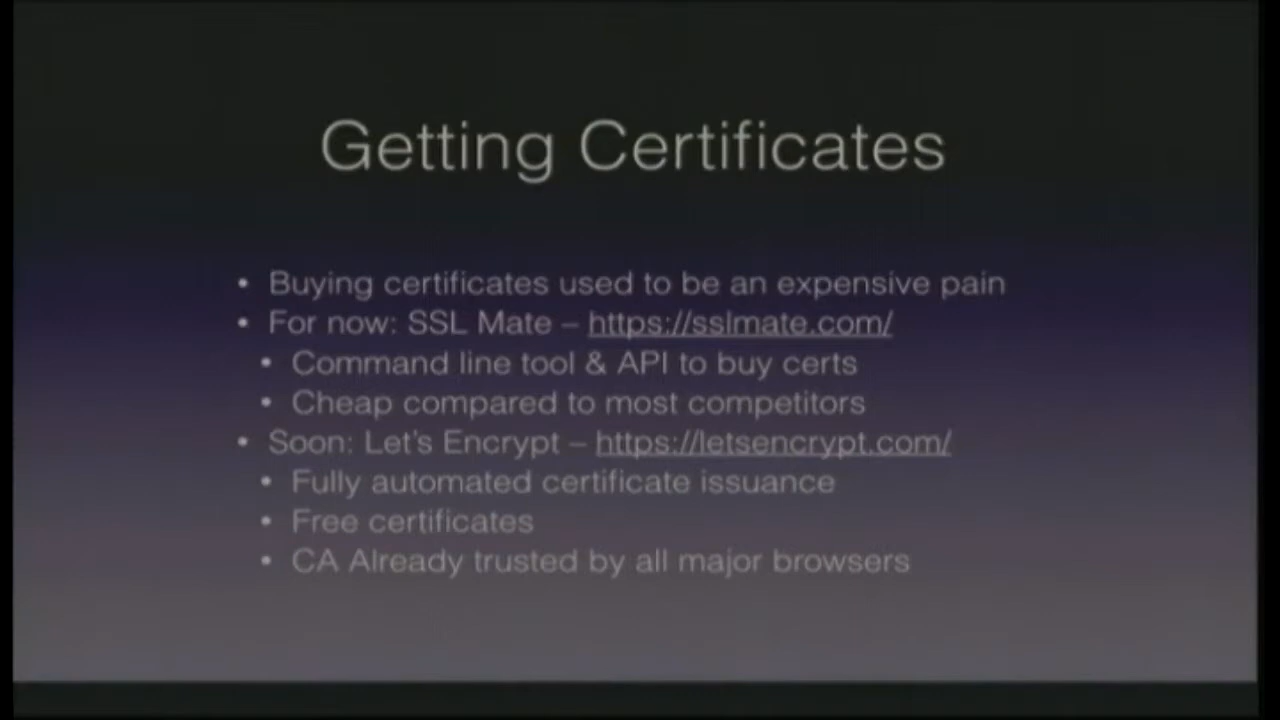 Getting Certificates
• Buying certificates used to be an expensive pain
• For now: SSL Mate – https://sslmate.com/
• Command line tool & API to buy certs
• Cheap compared to most competitors
• Soon: Let's Encrypt – https://letsencrypt.com/
• Fully automated certificate issuance
• Free certificates
• CA Already trusted by all major browsers